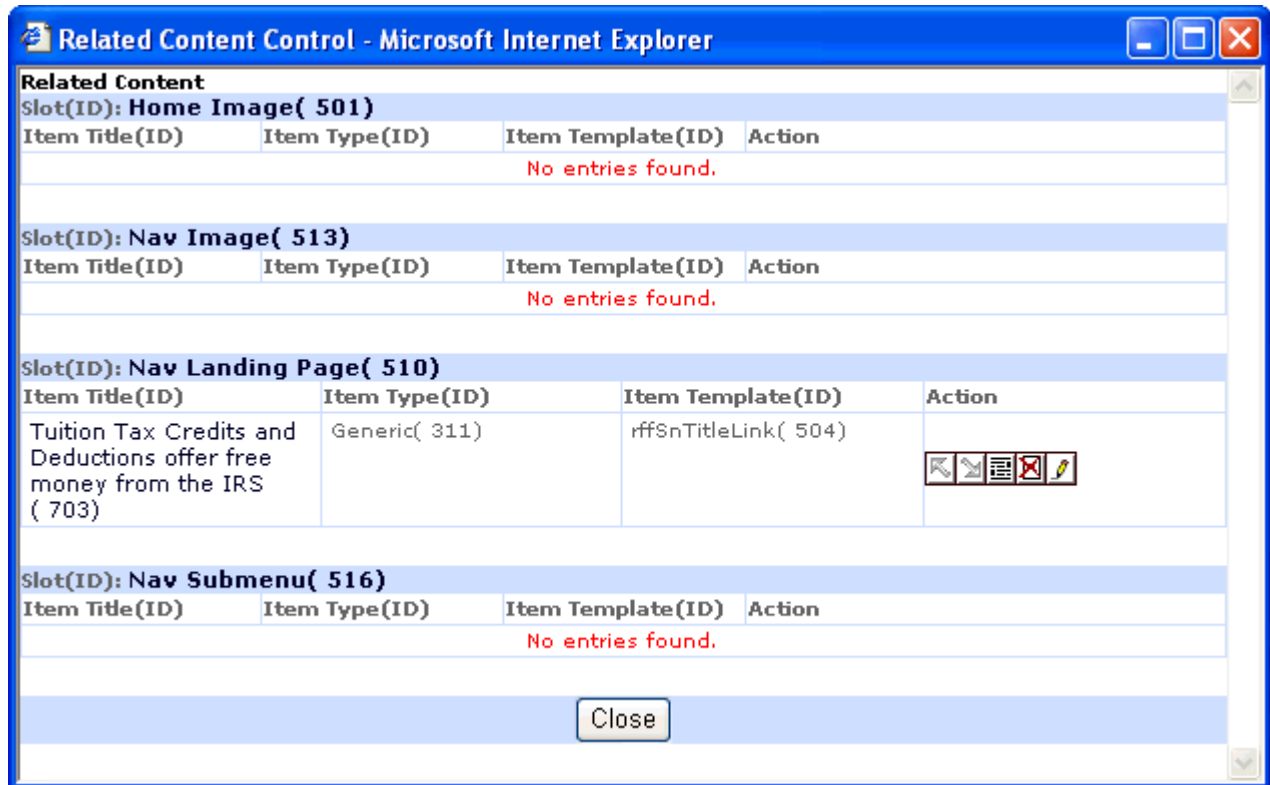 Related Content Control - Microsoft Internet Explorer
Related Content
Slot(ID): Home Image( 501)
Item Title(ID) Item Type(ID) Item Template(ID) Action
No entries found.
Slot(ID): Nav Image( 513)
Item Title(ID) Item Type(ID) Item Template(ID) Action
No entries found.
Slot(ID): Nav Landing Page( 510)
Item Title(ID) Item Type(ID) Item Template(ID) Action
Tuition Tax Credits and Generic( 311) rffSnTitleLink( 504)
Deductions offer free
money from the IRS
( 703)
Slot(ID): Nav Submenu( 516)
Item Title(ID) Item Type(ID) Item Template(ID) Action
No entries found.
Close